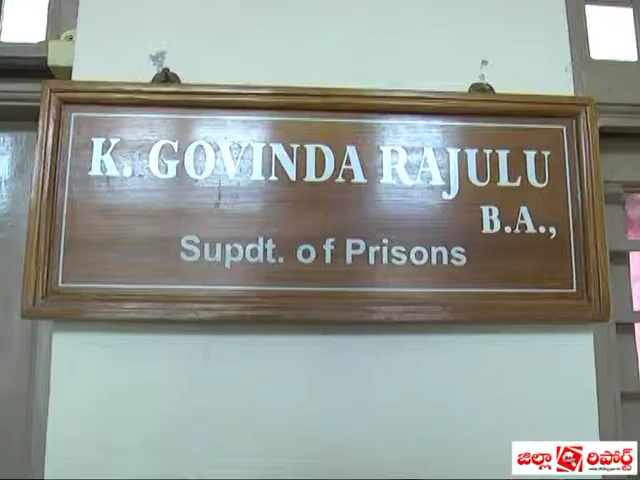 K. GOVINDA RAJULU
B.A.,
Supdt. of Prisons
జిల్లా రిపోర్ట్